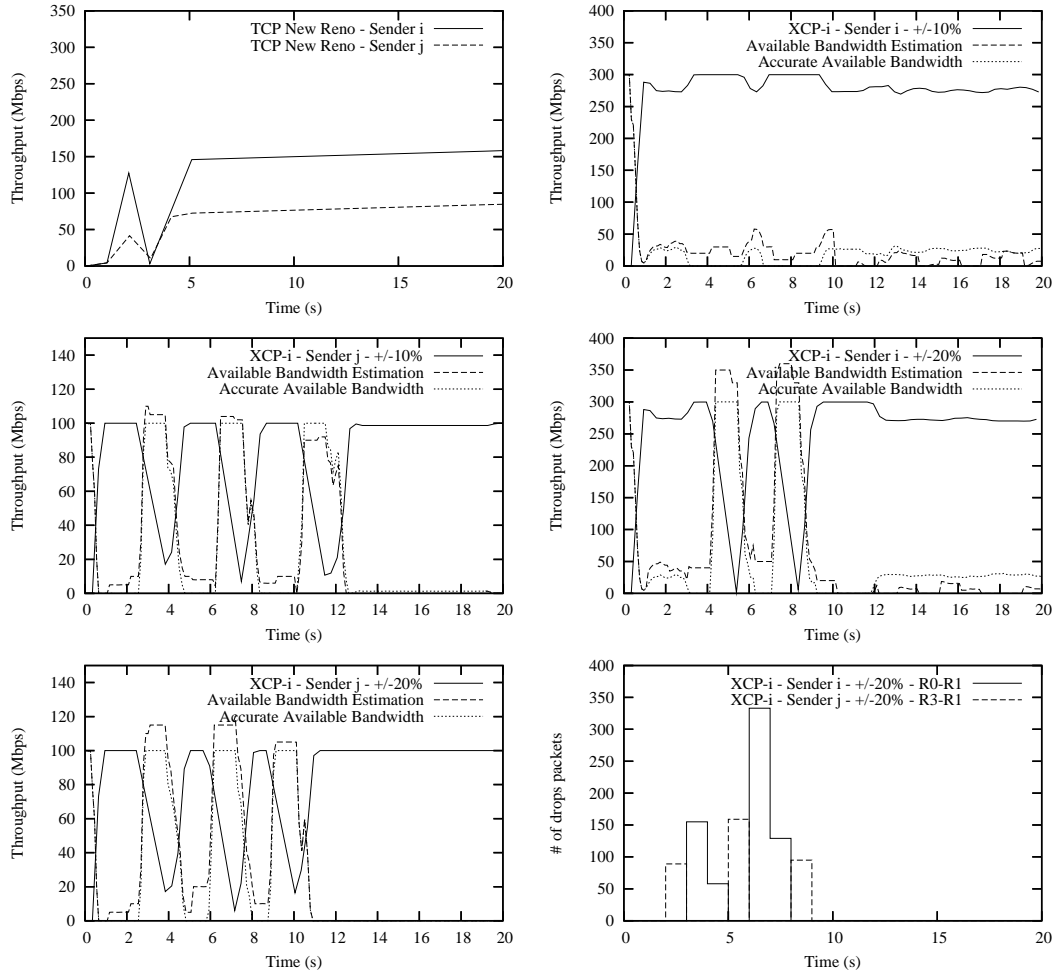 350
300
250
200
150
100
50
0
0 5 10 15 20
Throughput (Mbps)
Time (s)
TCP New Reno - Sender i
TCP New Reno - Sender j
400
350
300
250
200
150
100
50
0
0 2 4 6 8 10 12 14 16 18 20
Throughput (Mbps)
Time (s)
XCP-i - Sender i - +/-10%
Available Bandwidth Estimation
Accurate Available Bandwidth
140
120
100
80
60
40
20
0
0 2 4 6 8 10 12 14 16 18 20
Throughput (Mbps)
Time (s)
XCP-i - Sender j - +/-10%
Available Bandwidth Estimation
Accurate Available Bandwidth
400
350
300
250
200
150
100
50
0
0 2 4 6 8 10 12 14 16 18 20
Throughput (Mbps)
Time (s)
XCP-i - Sender i - +/-20%
Available Bandwidth Estimation
Accurate Available Bandwidth
140
120
100
80
60
40
20
0
0 2 4 6 8 10 12 14 16 18 20
Throughput (Mbps)
Time (s)
XCP-i - Sender j - +/-20%
Available Bandwidth Estimation
Accurate Available Bandwidth
400
350
300
250
200
150
100
50
0
0 5 10 15 20
# of drops packets
Time (s)
XCP-i - Sender i - +/-20% - R0-R1
XCP-i - Sender j - +/-20% - R3-R1